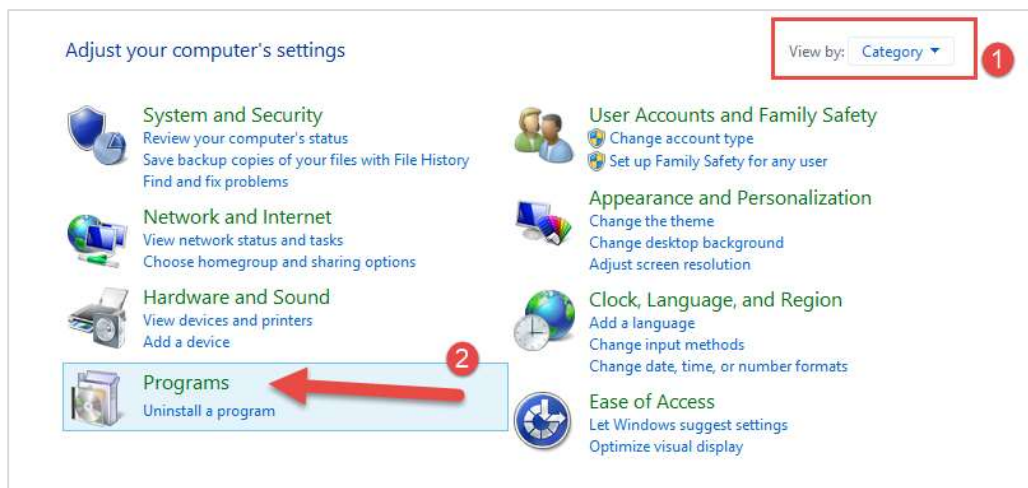 Adjust your computer's settings
View by: Category
1
System and Security
Review your computer's status
Save backup copies of your files with File History
Find and fix problems
Network and Internet
View network status and tasks
Choose homegroup and sharing options
Hardware and Sound
View devices and printers
Add a device
2
Programs
Uninstall a program
User Accounts and Family Safety
Change account type
Set up Family Safety for any user
Appearance and Personalization
Change the theme
Change desktop background
Adjust screen resolution
Clock, Language, and Region
Add a language
Change input methods
Change date, time, or number formats
Ease of Access
Let Windows suggest settings
Optimize visual display